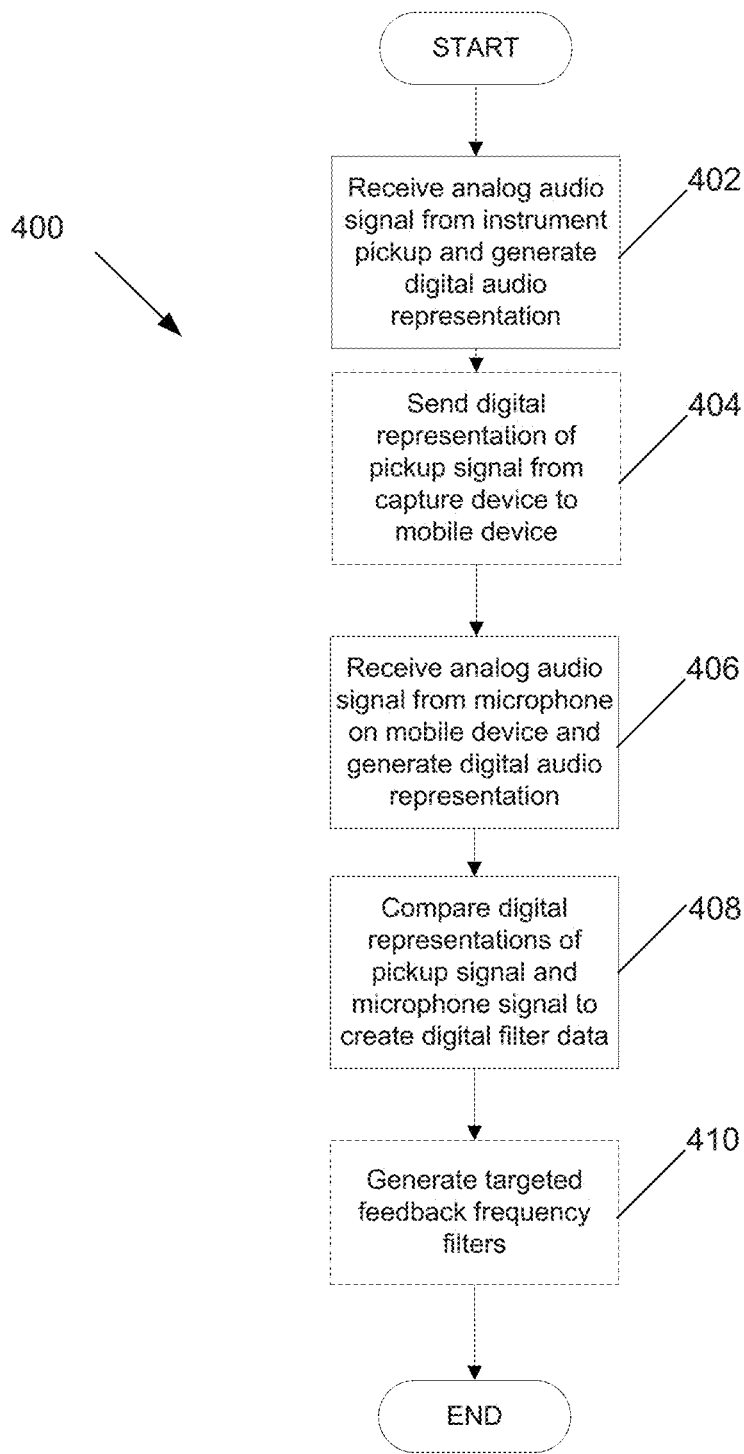 START
Receive analog audio
signal from instrument
pickup and generate
digital audio
representation
402
400
Send digital
representation of
pickup signal from
capture device to
mobile device
404
Receive analog audio
signal from microphone
on mobile device and
generate digital audio
representation
406
Compare digital
representations of
pickup signal and
microphone signal to
create digital filter data
408
Generate targeted
feedback frequency
filters
410
END